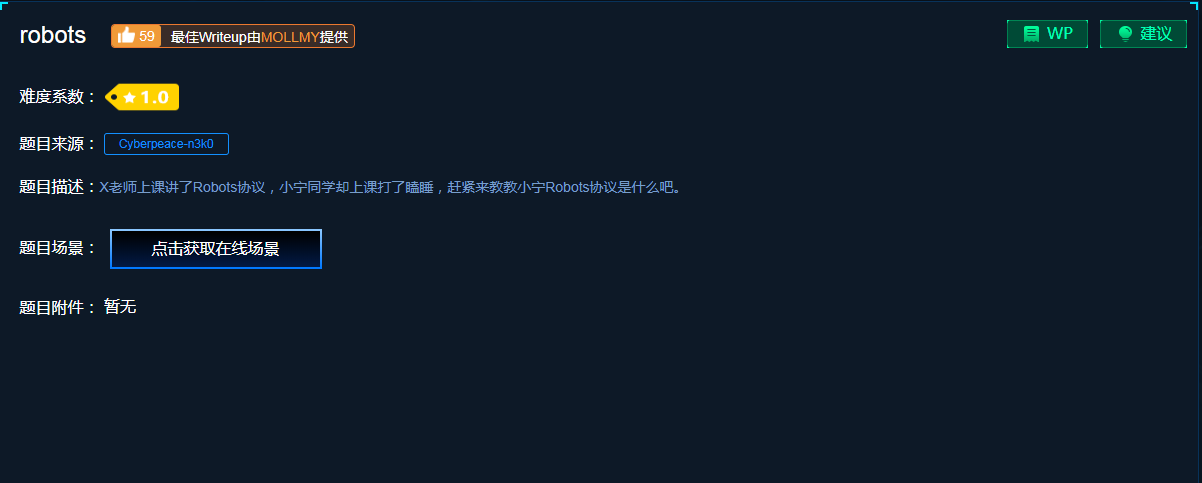 robots 59 最佳Writeup由MOLLMY提供 WP 建议
难度系数： 1.0
题目来源： Cyberpeace-n3k0
题目描述：X老师上课讲了Robots协议，小宁同学却上课打了瞌睡，赶紧来教教小宁Robots协议是什么吧。
题目场景： 点击获取在线场景
题目附件： 暂无